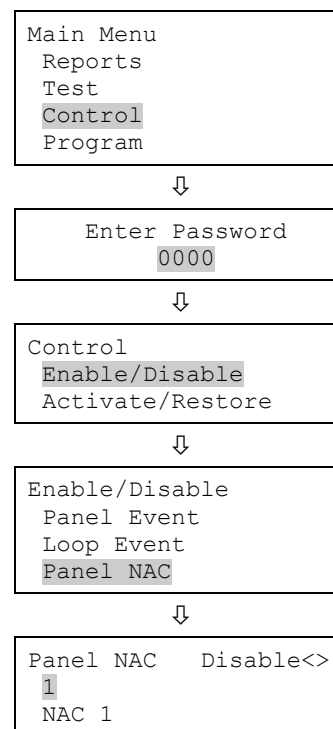 Main Menu
Reports
Test
Control
Program
⇩
Enter Password
0000
⇩
Control
Enable/Disable
Activate/Restore
⇩
Enable/Disable
Panel Event
Loop Event
Panel NAC
⇩
Panel NAC Disable<>
1
NAC 1